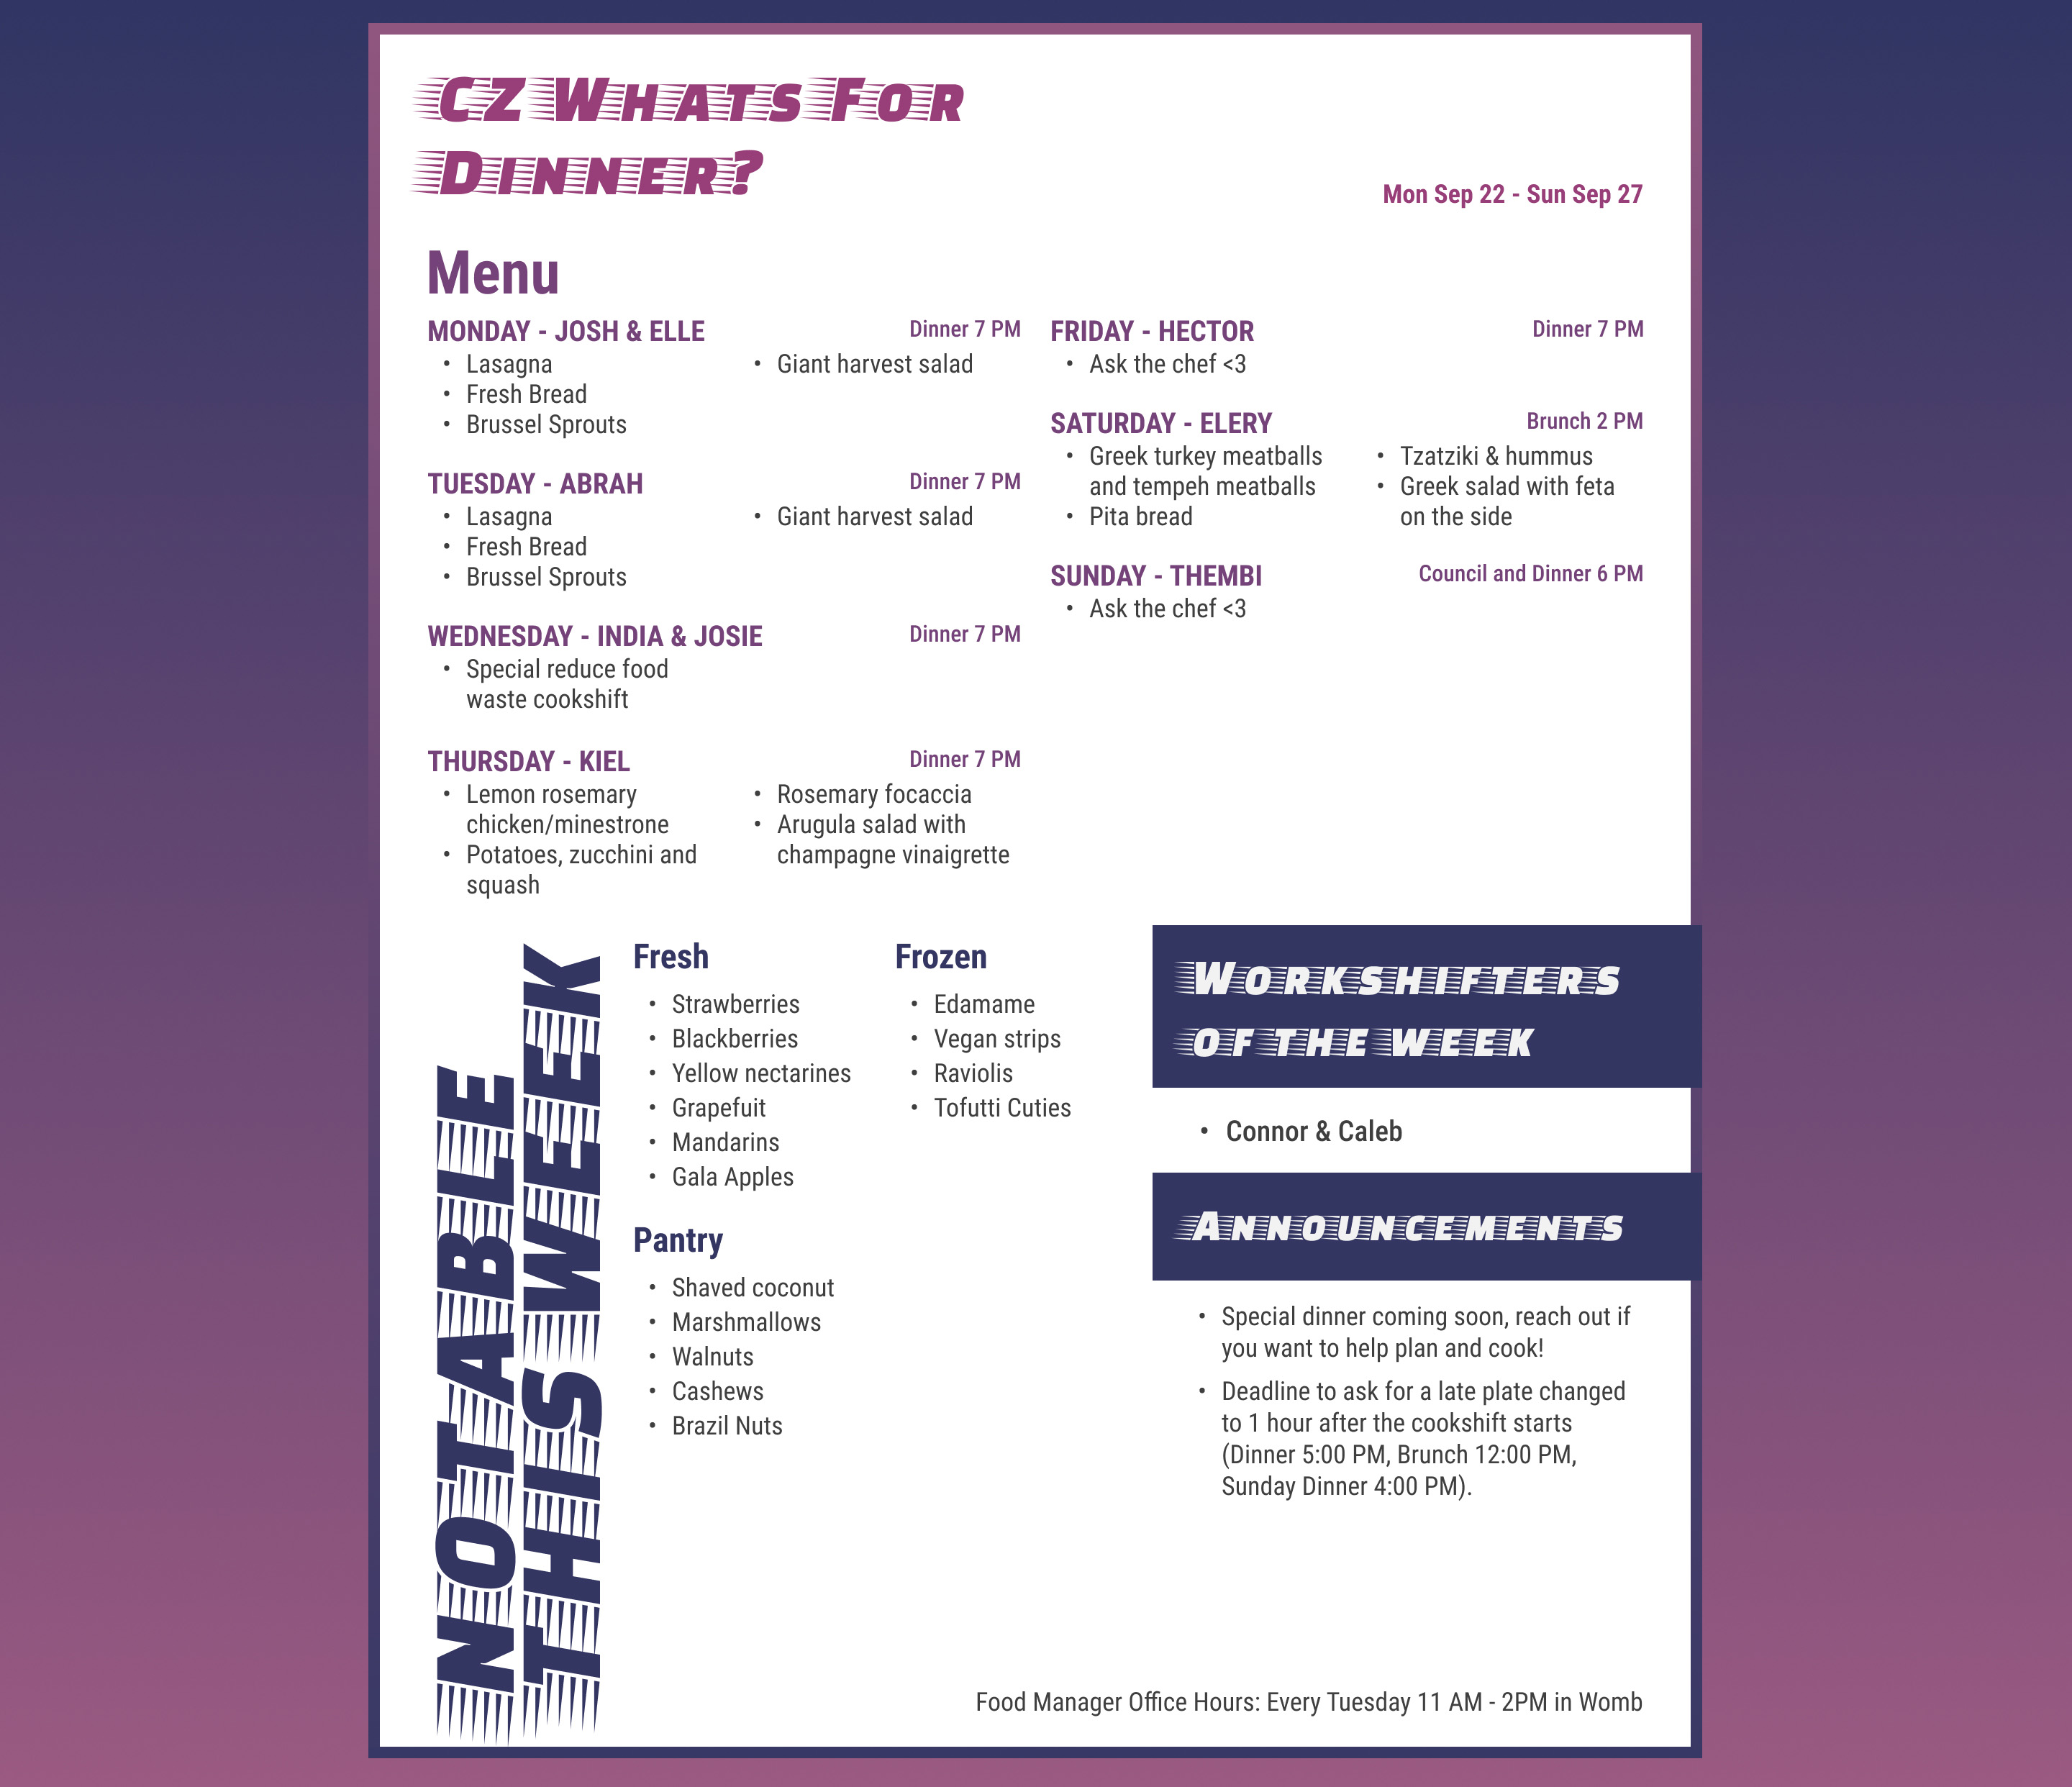 CZ Whats For
Dinner?
Mon Sep 22 - Sun Sep 27
Menu
MONDAY - JOSH & ELLE
Dinner 7 PM
• Lasagna
• Fresh Bread
• Brussel Sprouts
• Giant harvest salad
TUESDAY - ABRAH
Dinner 7 PM
• Lasagna
• Fresh Bread
• Brussel Sprouts
• Giant harvest salad
WEDNESDAY - INDIA & JOSIE
Dinner 7 PM
• Special reduce food
waste cookshift
THURSDAY - KIEL
Dinner 7 PM
• Lemon rosemary
chicken/minestrone
• Potatoes, zucchini and
squash
• Rosemary focaccia
• Arugula salad with
champagne vinaigrette
FRIDAY - HECTOR
Dinner 7 PM
• Ask the chef <3
SATURDAY - ELERY
Brunch 2 PM
• Greek turkey meatballs
and tempeh meatballs
• Pita bread
• Tzatziki & hummus
• Greek salad with feta
on the side
SUNDAY - THEMBI
Council and Dinner 6 PM
• Ask the chef <3
NOTABLE
THIS WEEK
Fresh
• Strawberries
• Blackberries
• Yellow nectarines
• Grapefuit
• Mandarins
• Gala Apples
Pantry
• Shaved coconut
• Marshmallows
• Walnuts
• Cashews
• Brazil Nuts
Frozen
• Edamame
• Vegan strips
• Raviolis
• Tofutti Cuties
Workshifters
of the week
• Connor & Caleb
Announcements
• Special dinner coming soon, reach out if
you want to help plan and cook!
• Deadline to ask for a late plate changed
to 1 hour after the cookshift starts
(Dinner 5:00 PM, Brunch 12:00 PM,
Sunday Dinner 4:00 PM).
Food Manager Office Hours: Every Tuesday 11 AM - 2PM in Womb